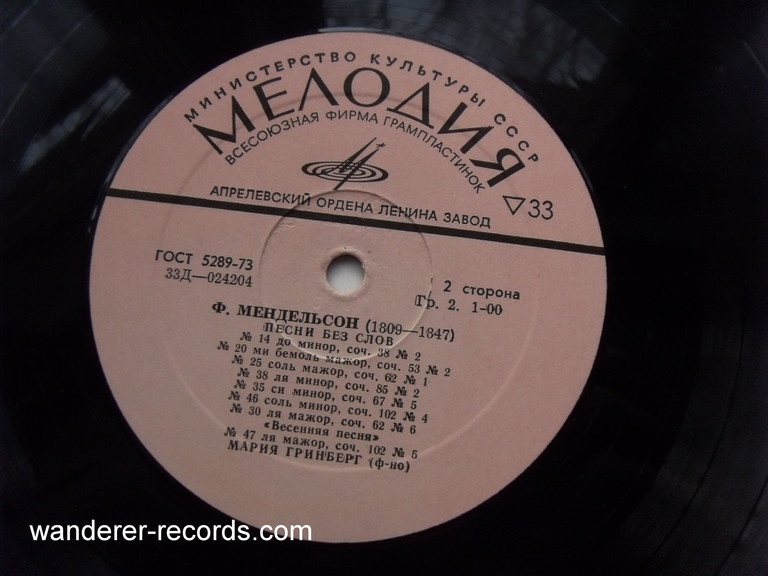 МИНИСТЕРСТВО КУЛЬТУРЫ СССР
МЕЛОДИЯ
ВСЕСОЮЗНАЯ ФИРМА ГРАМПЛАСТИНОК
АПРЕЛЕВСКИЙ ОРДЕНА ЛЕНИНА ЗАВОД
33
ГОСТ 5289-73
33Д—024204
2 сторона
Гр. 2. 1-00
Ф. МЕНДЕЛЬСОН (1809—1847)
ПЕСНИ БЕЗ СЛОВ
№ 14 до минор, соч. 38 № 2
№ 20 ми бемоль мажор, соч. 53 № 2
№ 25 соль мажор, соч. 62 № 1
№ 38 ля минор, соч. 85 № 2
№ 35 си минор, соч. 67 № 5
№ 46 соль минор, соч. 102 № 4
№ 30 ля мажор, соч. 62 № 6
«Весенняя песня»
№ 47 ля мажор, соч. 102 № 5
МАРИЯ ГРИНБЕРГ (ф-но)
wanderer-records.com